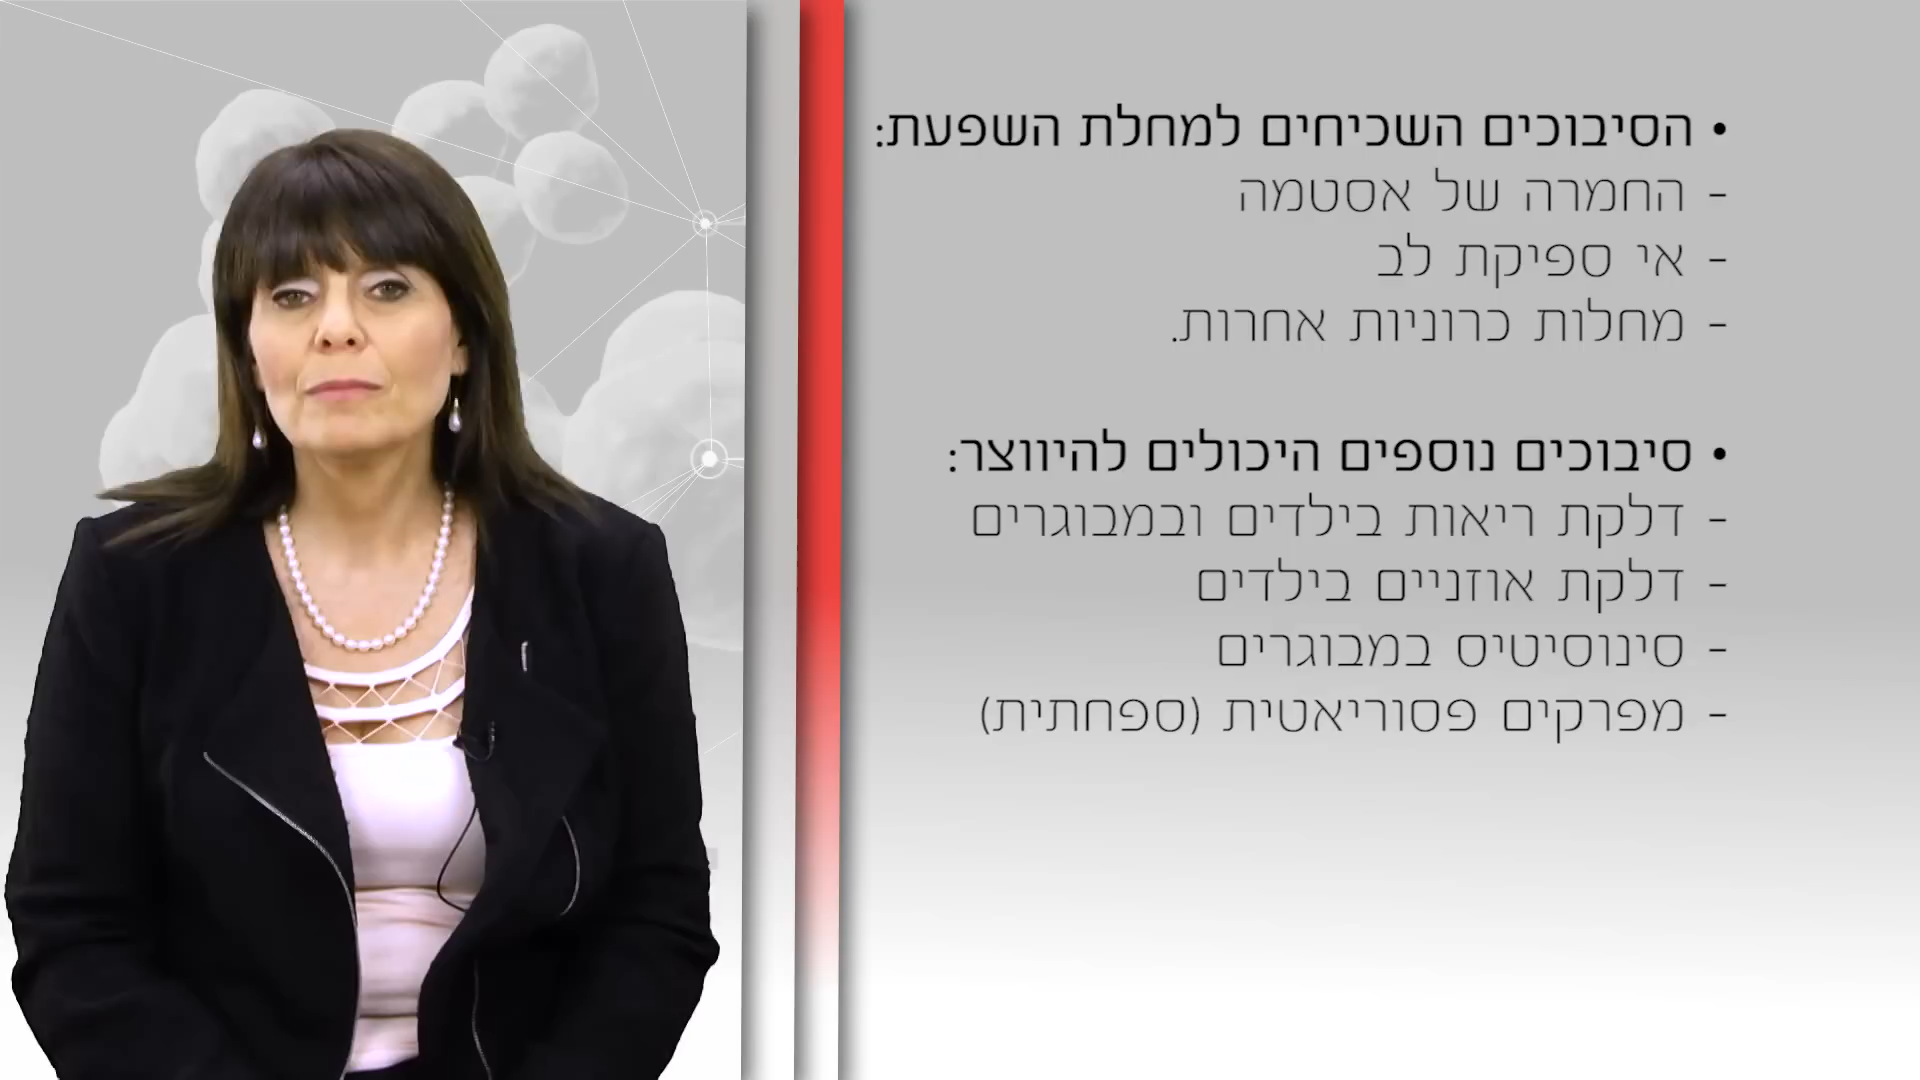 • הסיבוכים השכיחים למחלת השפעת:
- החמרה של אסטמה
- אי ספיקת לב
- מחלות כרוניות אחרות.
• סיבוכים נוספים היכולים להיווצר:
- דלקת ריאות בילדים ובמבוגרים
- דלקת אוזניים בילדים
- סינוסיטיס במבוגרים
- מפרקים פסוריאטית (ספחתית)